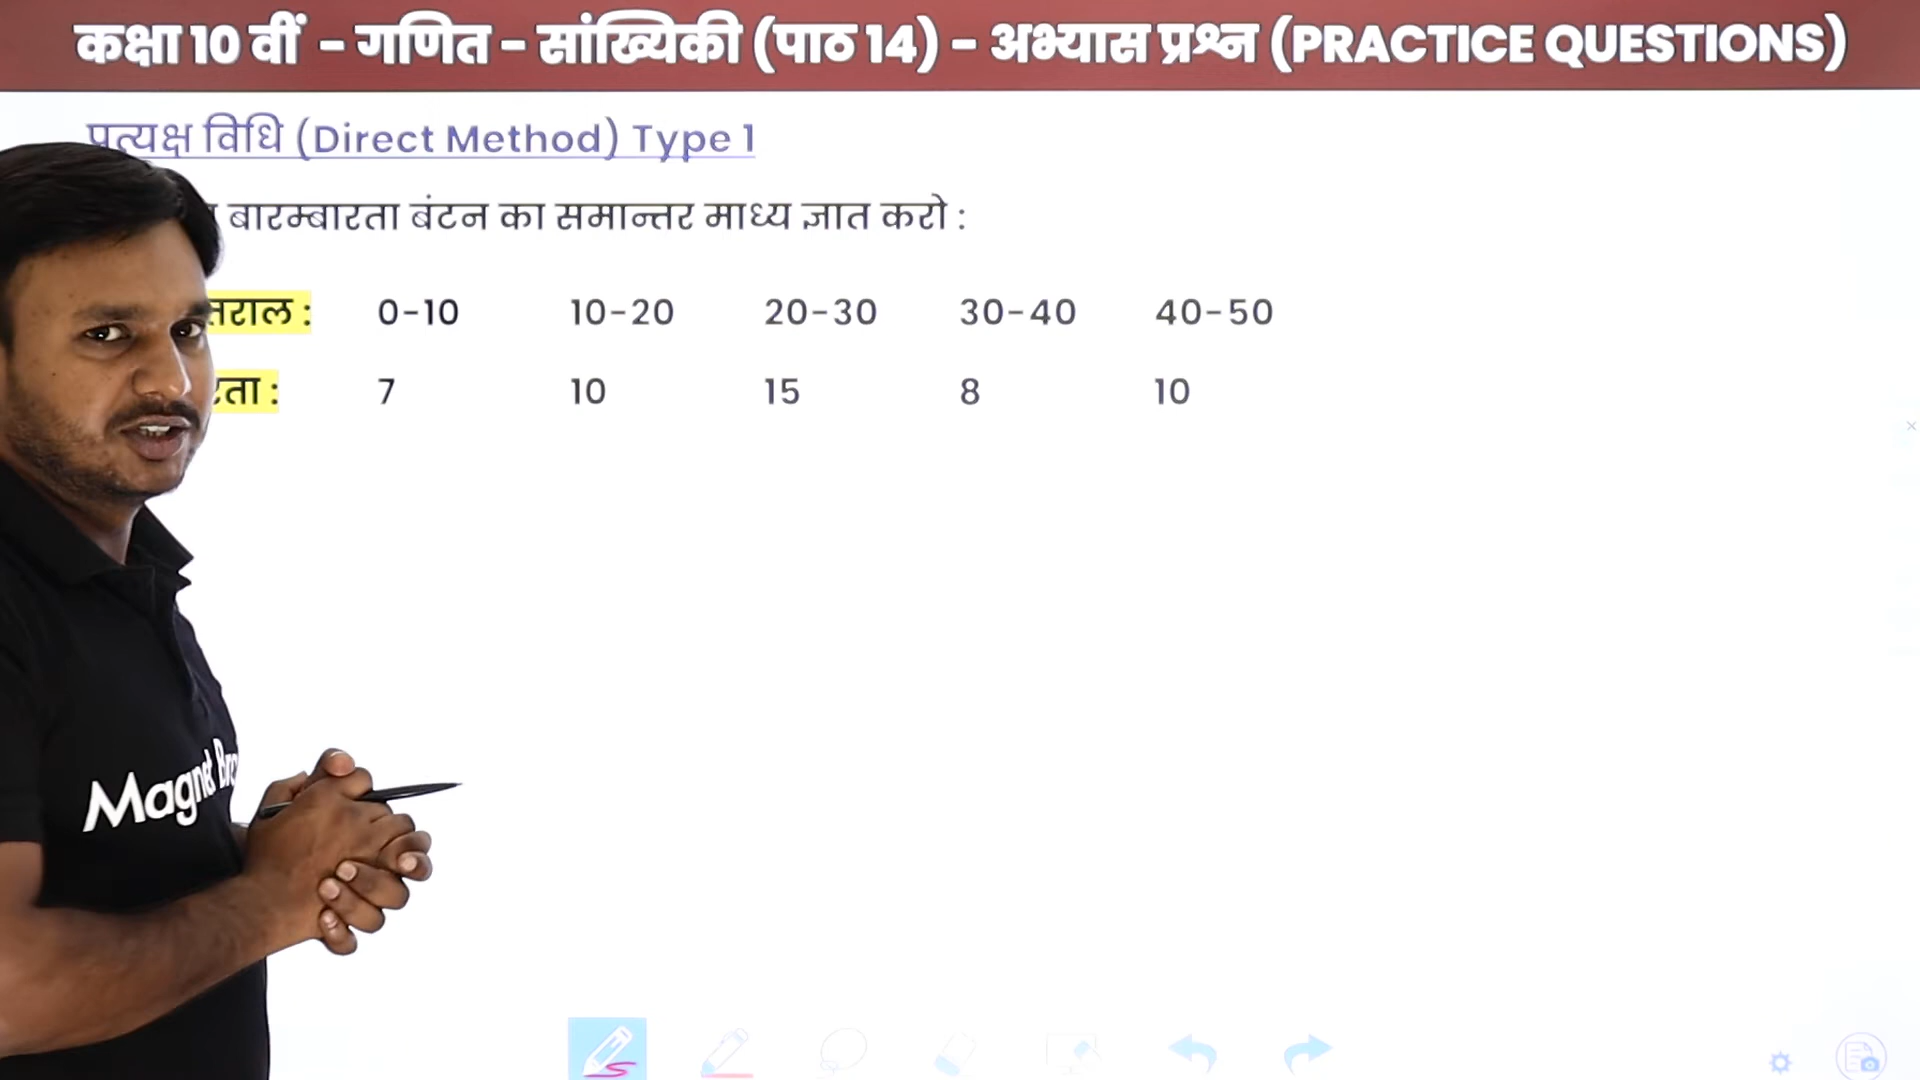 कक्षा 10 वीं - गणित - सांख्यिकी (पाठ 14) - अभ्यास प्रश्न (PRACTICE QUESTIONS)
प्रत्यक्ष विधि (Direct Method) Type 1
बारम्बारता बंटन का समान्तर माध्य ज्ञात करो :
0-10 10-20 20-30 30-40 40-50
7 10 15 8 10
Magnet